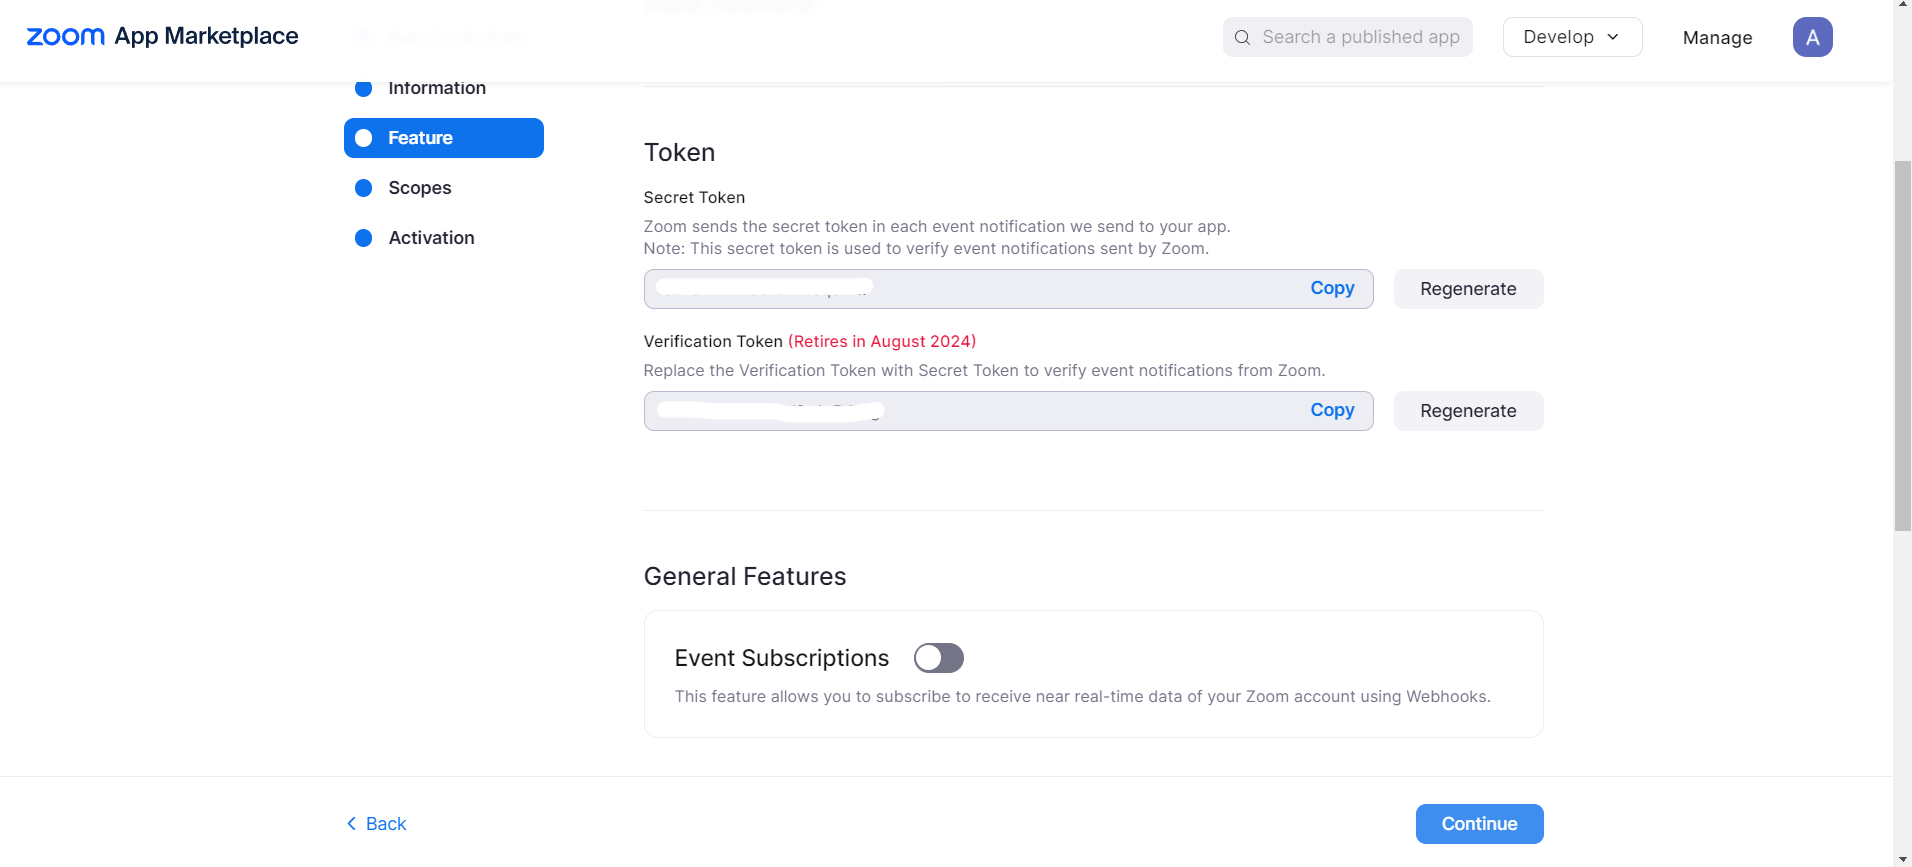 zoom App Marketplace
Search a published app
Develop
Manage
A
Information
Feature
Scopes
Activation
Token
Secret Token
Zoom sends the secret token in each event notification we send to your app.
Note: This secret token is used to verify event notifications sent by Zoom.
Copy
Regenerate
Verification Token (Retires in August 2024)
Replace the Verification Token with Secret Token to verify event notifications from Zoom.
Copy
Regenerate
General Features
Event Subscriptions
This feature allows you to subscribe to receive near real-time data of your Zoom account using Webhooks.
Back
Continue